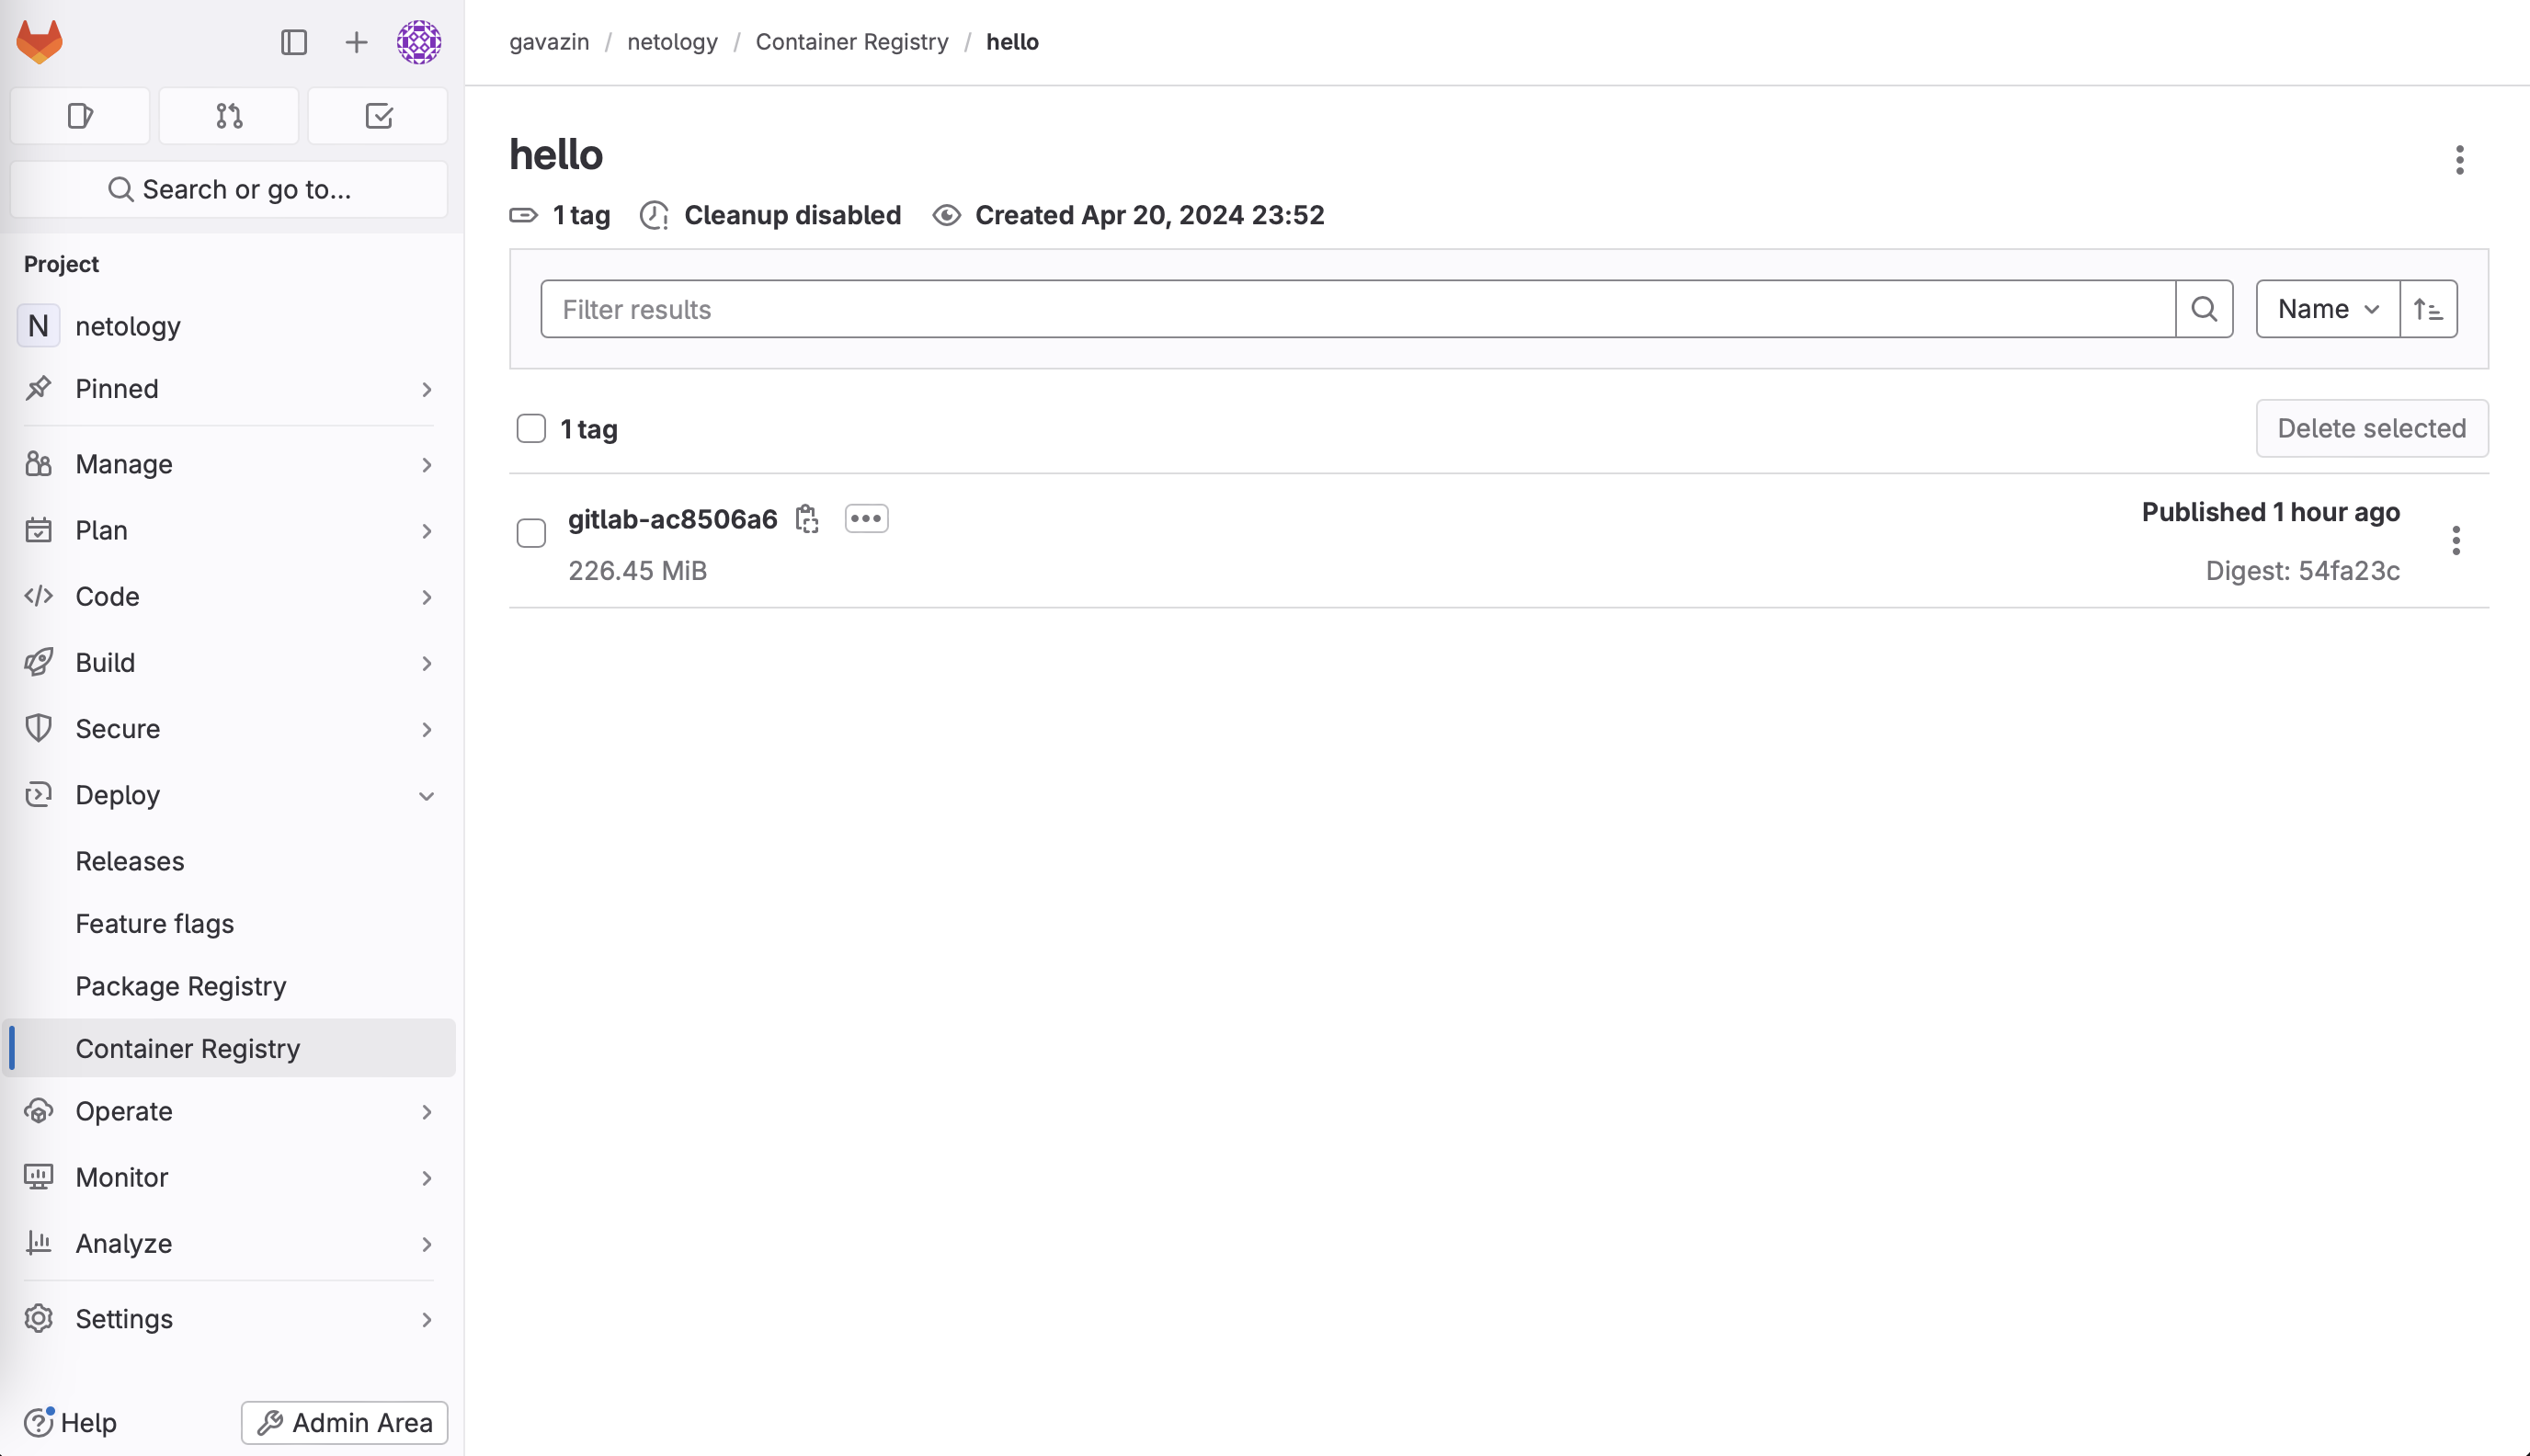 gavazin / netology / Container Registry / hello
Search or go to...
Project
N netology
Pinned
Manage
Plan
Code
Build
Secure
Deploy
Releases
Feature flags
Package Registry
Container Registry
Operate
Monitor
Analyze
Settings
Help
Admin Area
hello
1 tag Cleanup disabled Created Apr 20, 2024 23:52
Filter results
Name
1 tag
Delete selected
gitlab-ac8506a6
Published 1 hour ago
226.45 MiB
Digest: 54fa23c